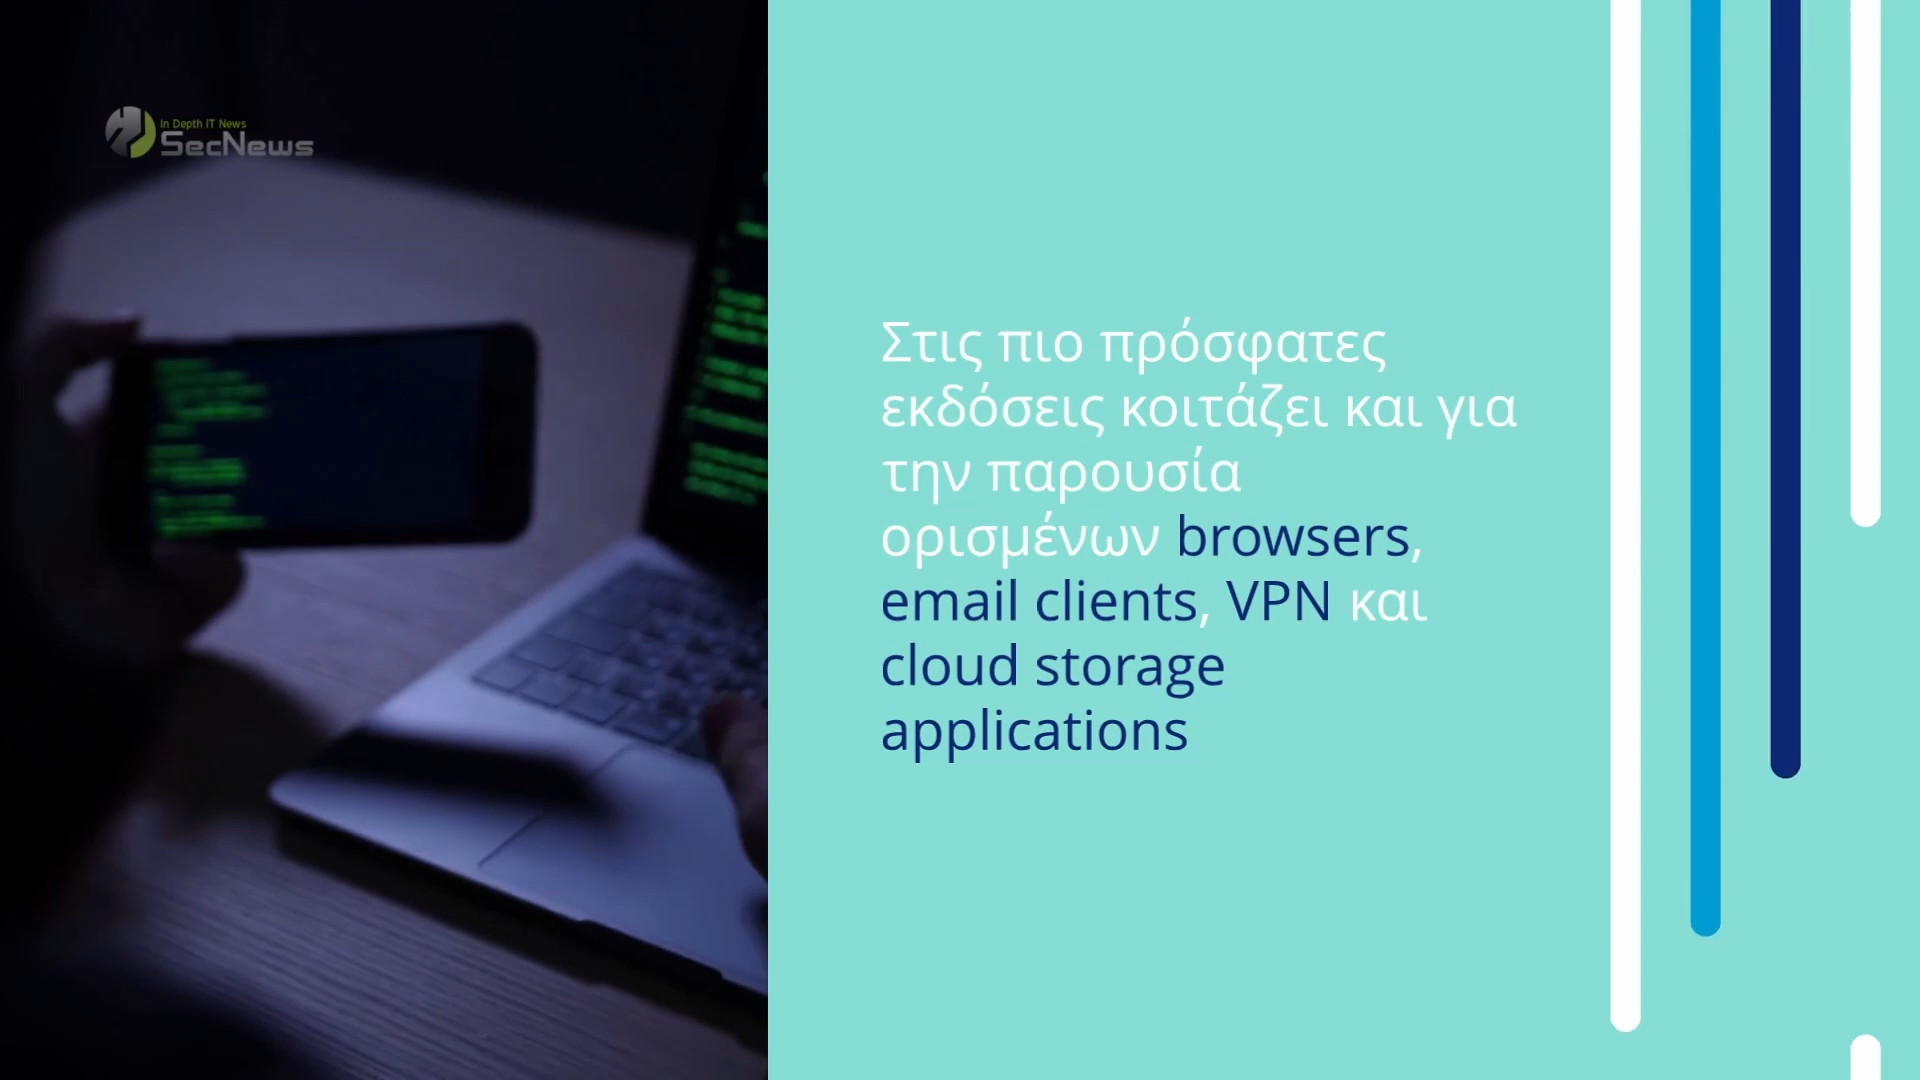 In Depth IT News
SecNews
Στις πιο πρόσφατες
εκδόσεις κοιτάζει και για
την παρουσία
ορισμένων browsers,
email clients, VPN και
cloud storage
applications